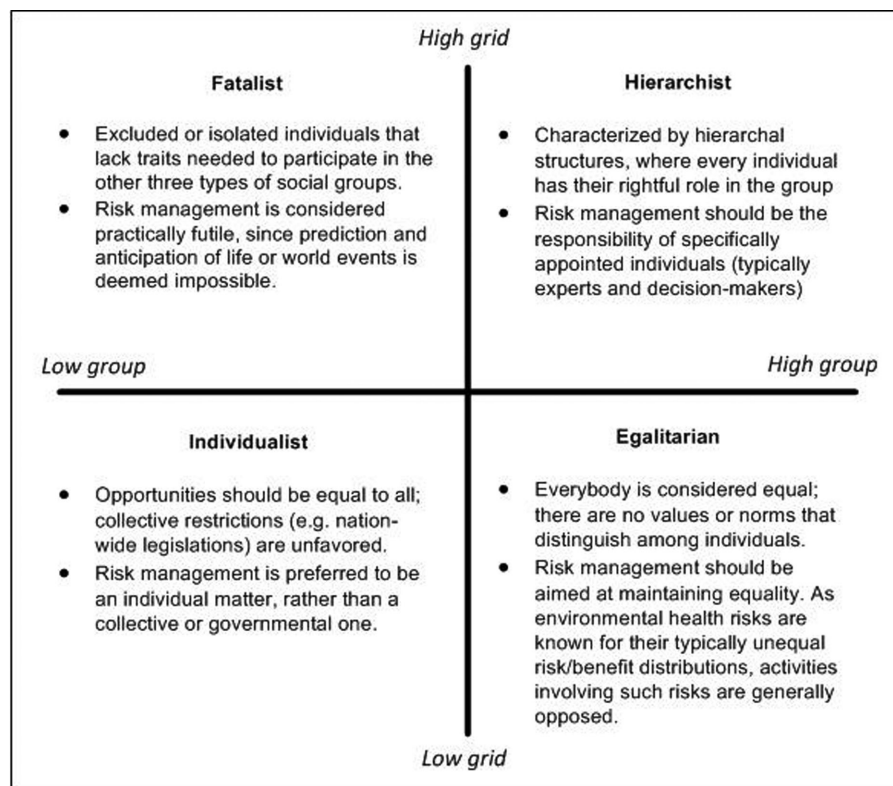 High grid
Fatalist
• Excluded or isolated individuals that
lack traits needed to participate in the
other three types of social groups.
• Risk management is considered
practically futile, since prediction and
anticipation of life or world events is
deemed impossible.
Hierarchist
• Characterized by hierarchal
structures, where every individual
has their rightful role in the group
• Risk management should be the
responsibility of specifically
appointed individuals (typically
experts and decision-makers)
Low group
High group
Individualist
• Opportunities should be equal to all;
collective restrictions (e.g. nation-
wide legislations) are unfavored.
• Risk management is preferred to be
an individual matter, rather than a
collective or governmental one.
Egalitarian
• Everybody is considered equal;
there are no values or norms that
distinguish among individuals.
• Risk management should be
aimed at maintaining equality. As
environmental health risks are
known for their typically unequal
risk/benefit distributions, activities
involving such risks are generally
opposed.
Low grid